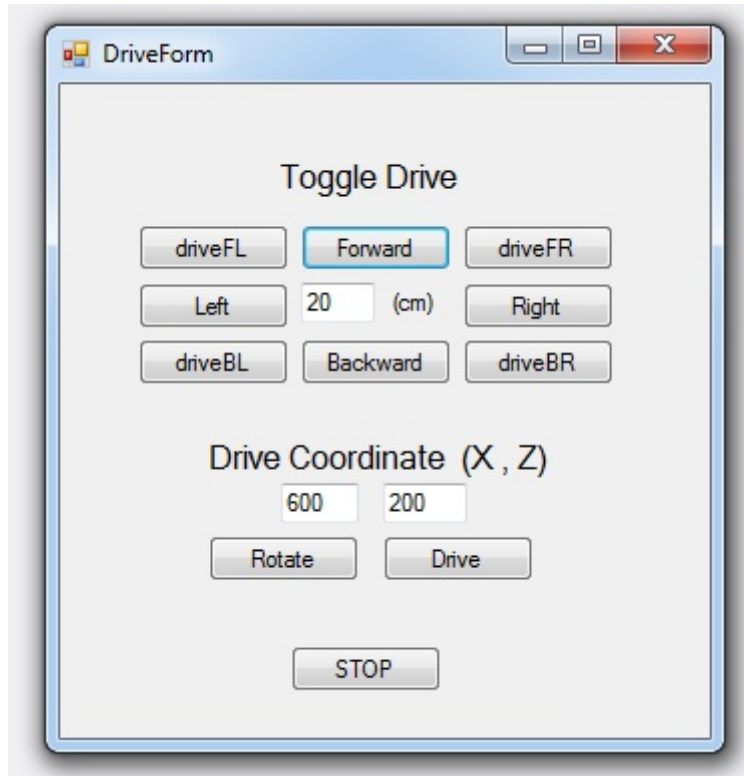 DriveForm
Toggle Drive
driveFL Forward driveFR
Left 20 (cm) Right
driveBL Backward driveBR
Drive Coordinate (X , Z)
600 200
Rotate Drive
STOP